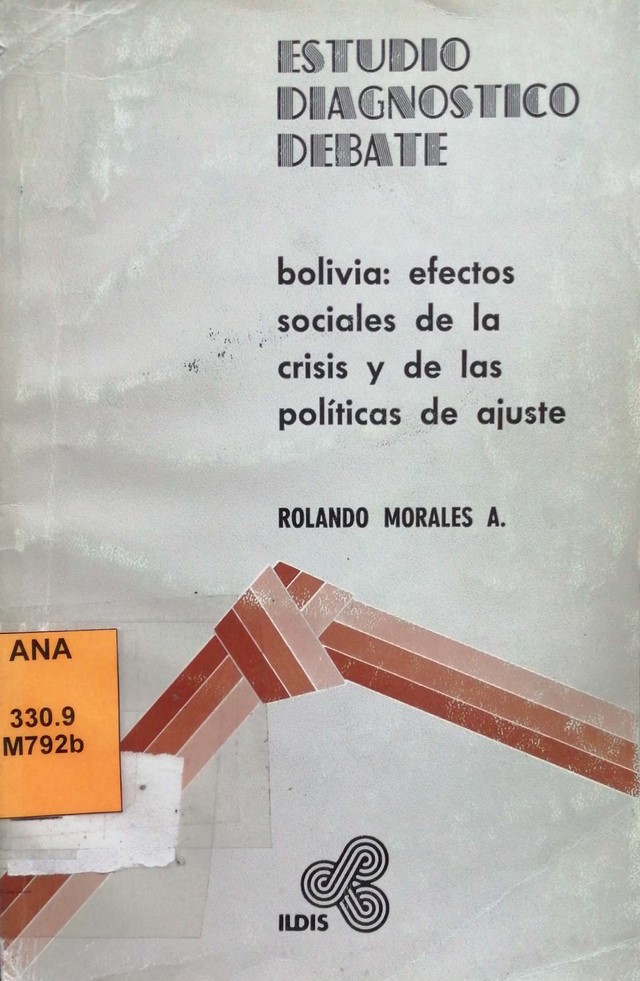 ESTUDIO
DIAGNOSTICO
DEBATE
bolivia: efectos
sociales de la
crisis y de las
políticas de ajuste
ROLANDO MORALES A.
ANA
330.9
M792b
ILDIS